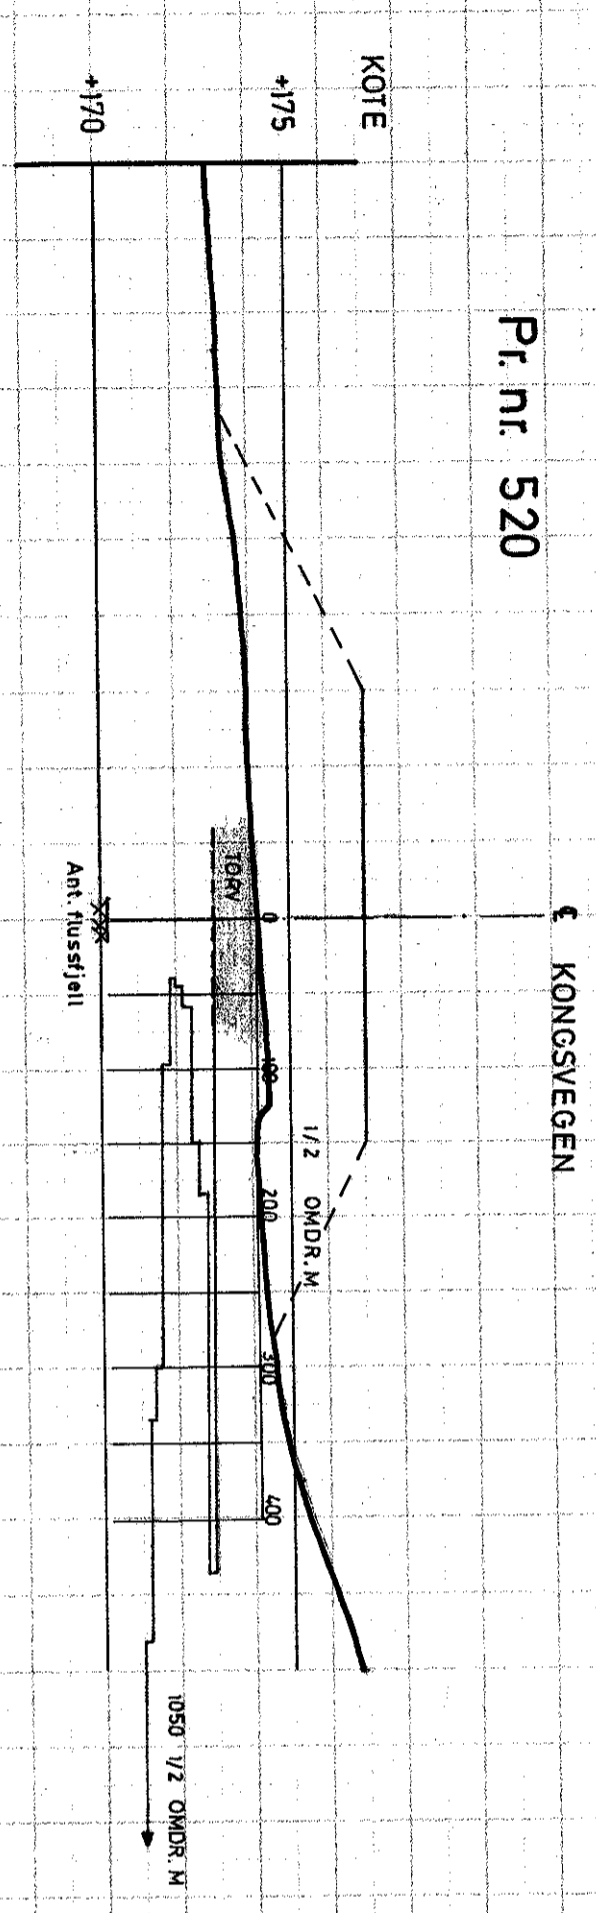 Pr. nr. 520
℄ KONGSVEGEN
KOTE
+175
+170
1/2 OMDR.M
TORV
0
100
200
300
400
Ant. flussfjell
1050 1/2 OMDR.M